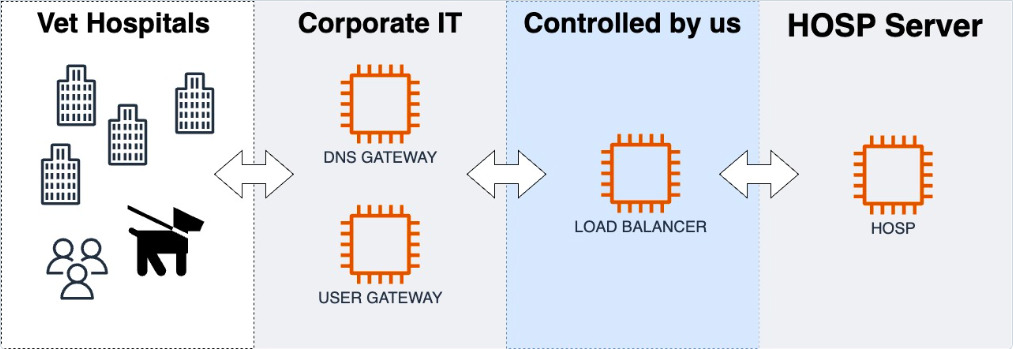 Vet Hospitals
Corporate IT
Controlled by us
HOSP Server
DNS GATEWAY
USER GATEWAY
LOAD BALANCER
HOSP